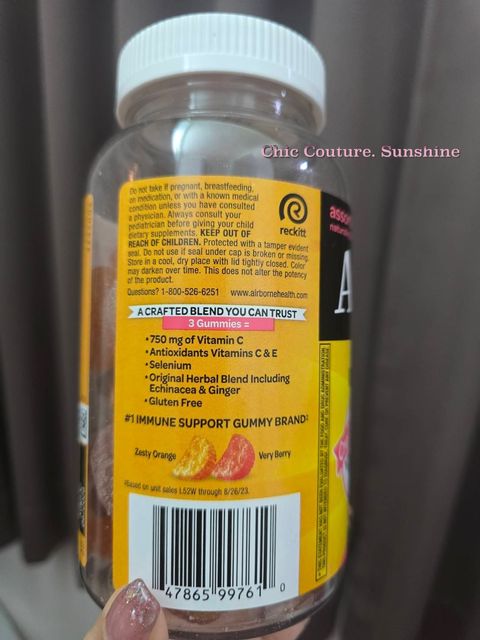 Chic Couture. Sunshine
Do not take if pregnant, breastfeeding,
on medication, or with a known medical
condition unless you have consulted
a physician. Always consult your
pediatrician before giving your child
dietary supplements. KEEP OUT OF
REACH OF CHILDREN. Protected with a tamper evident
seal. Do not use if seal under cap is broken or missing.
Store in a cool, dry place with lid tightly closed. Color
may darken over time. This does not alter the potency
of the product.
reckitt
Questions? 1-800-526-6251 www.airbornehealth.com
A CRAFTED BLEND YOU CAN TRUST
3 Gummies =
•750 mg of Vitamin C
•Antioxidants Vitamins C & E
•Selenium
•Original Herbal Blend Including
Echinacea & Ginger
•Gluten Free
#1 IMMUNE SUPPORT GUMMY BRAND‡
Zesty Orange
Very Berry
‡Based on unit sales L52W through 8/26/23.
47865 99761 0
A